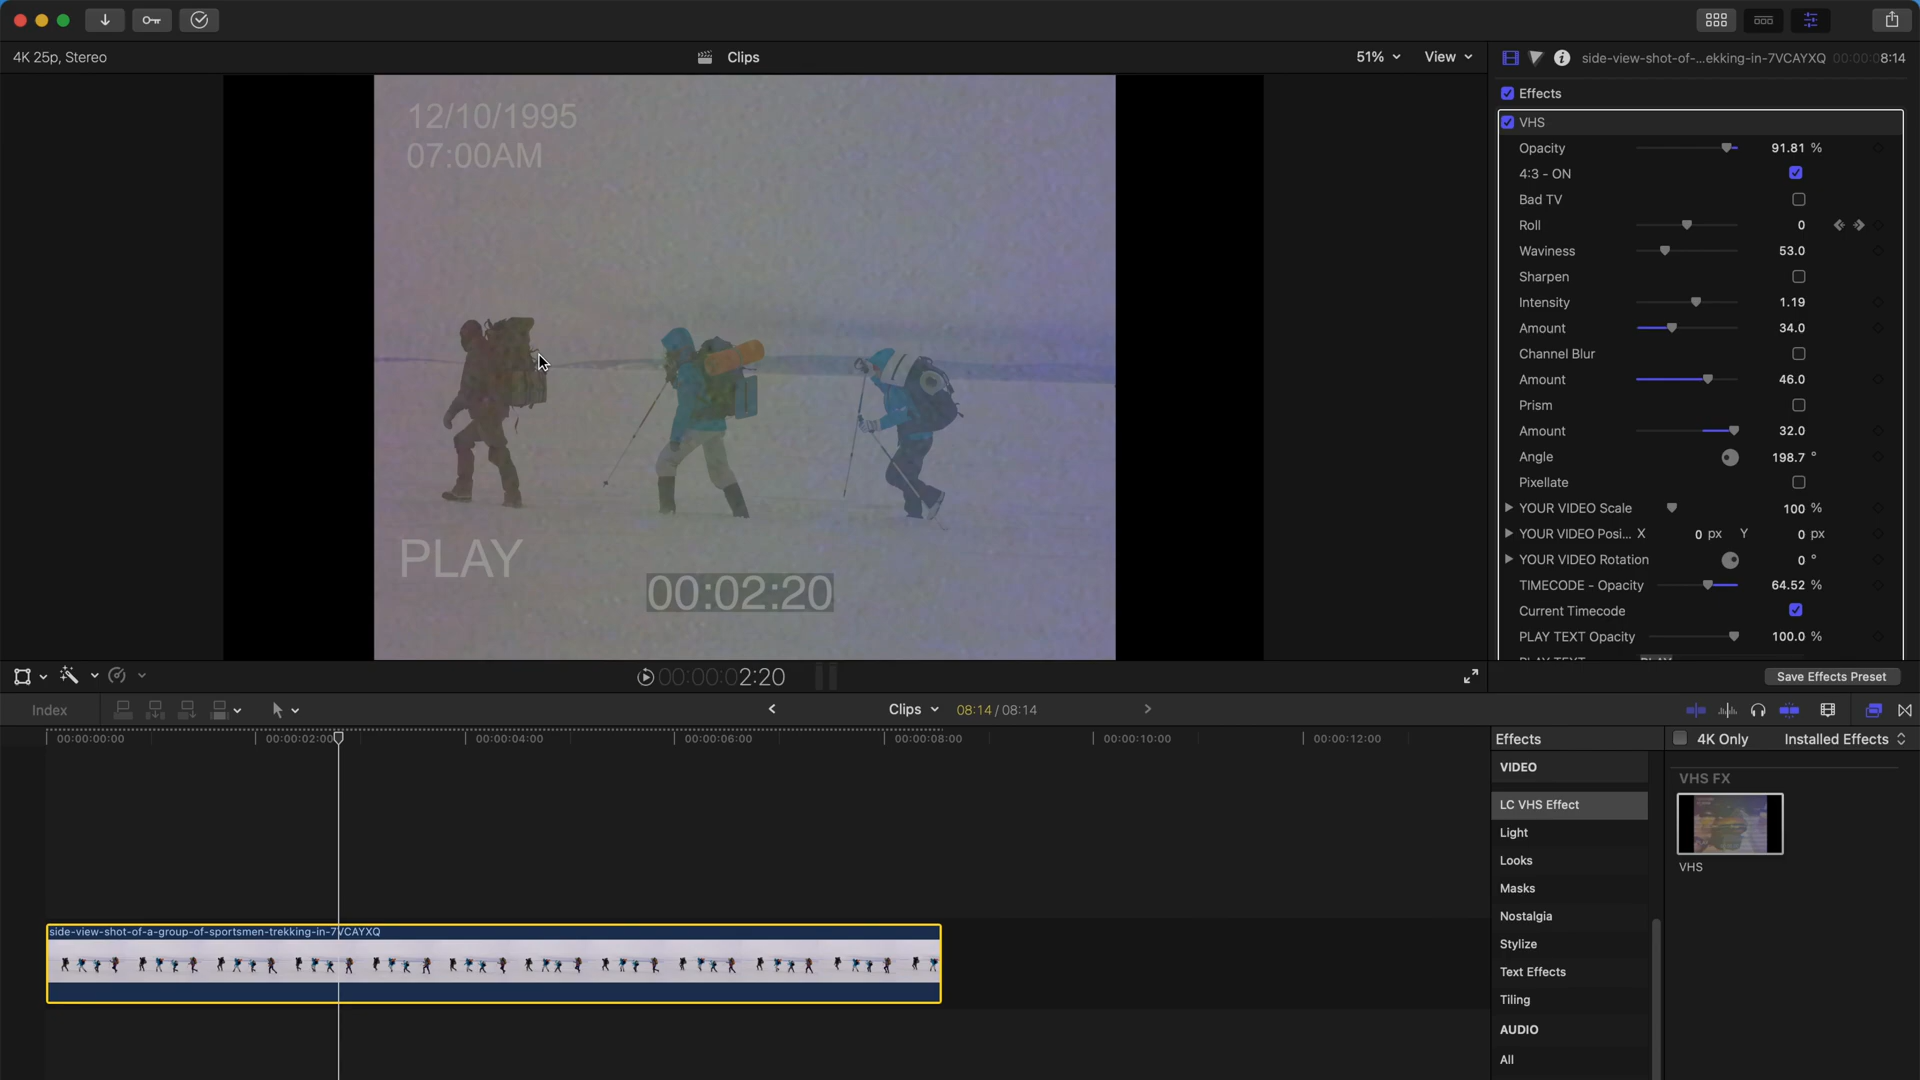 4K 25p, Stereo
Clips
51%
View
side-view-shot-of-...ekking-in-7VCAYXQ
00:00:08:14
Effects
VHS
Opacity 91.81 %
4:3 - ON
Bad TV
Roll 0
Waviness 53.0
Sharpen
Intensity 1.19
Amount 34.0
Channel Blur
Amount 46.0
Prism
Amount 32.0
Angle 198.7 °
Pixellate
YOUR VIDEO Scale 100 %
YOUR VIDEO Posi... X 0 px Y 0 px
YOUR VIDEO Rotation 0 °
TIMECODE - Opacity 64.52 %
Current Timecode
PLAY TEXT Opacity 100.0 %
12/10/1995
07:00AM
PLAY
00:02:20
00:00:02:20
Save Effects Preset
Index
Clips
08:14 / 08:14
00:00:00:00
00:00:02:00
00:00:04:00
00:00:06:00
00:00:08:00
00:00:10:00
00:00:12:00
side-view-shot-of-a-group-of-sportsmen-trekking-in-7VCAYXQ
Effects
4K Only
Installed Effects
VIDEO
LC VHS Effect
Light
Looks
Masks
Nostalgia
Stylize
Text Effects
Tiling
AUDIO
All
VHS FX
VHS